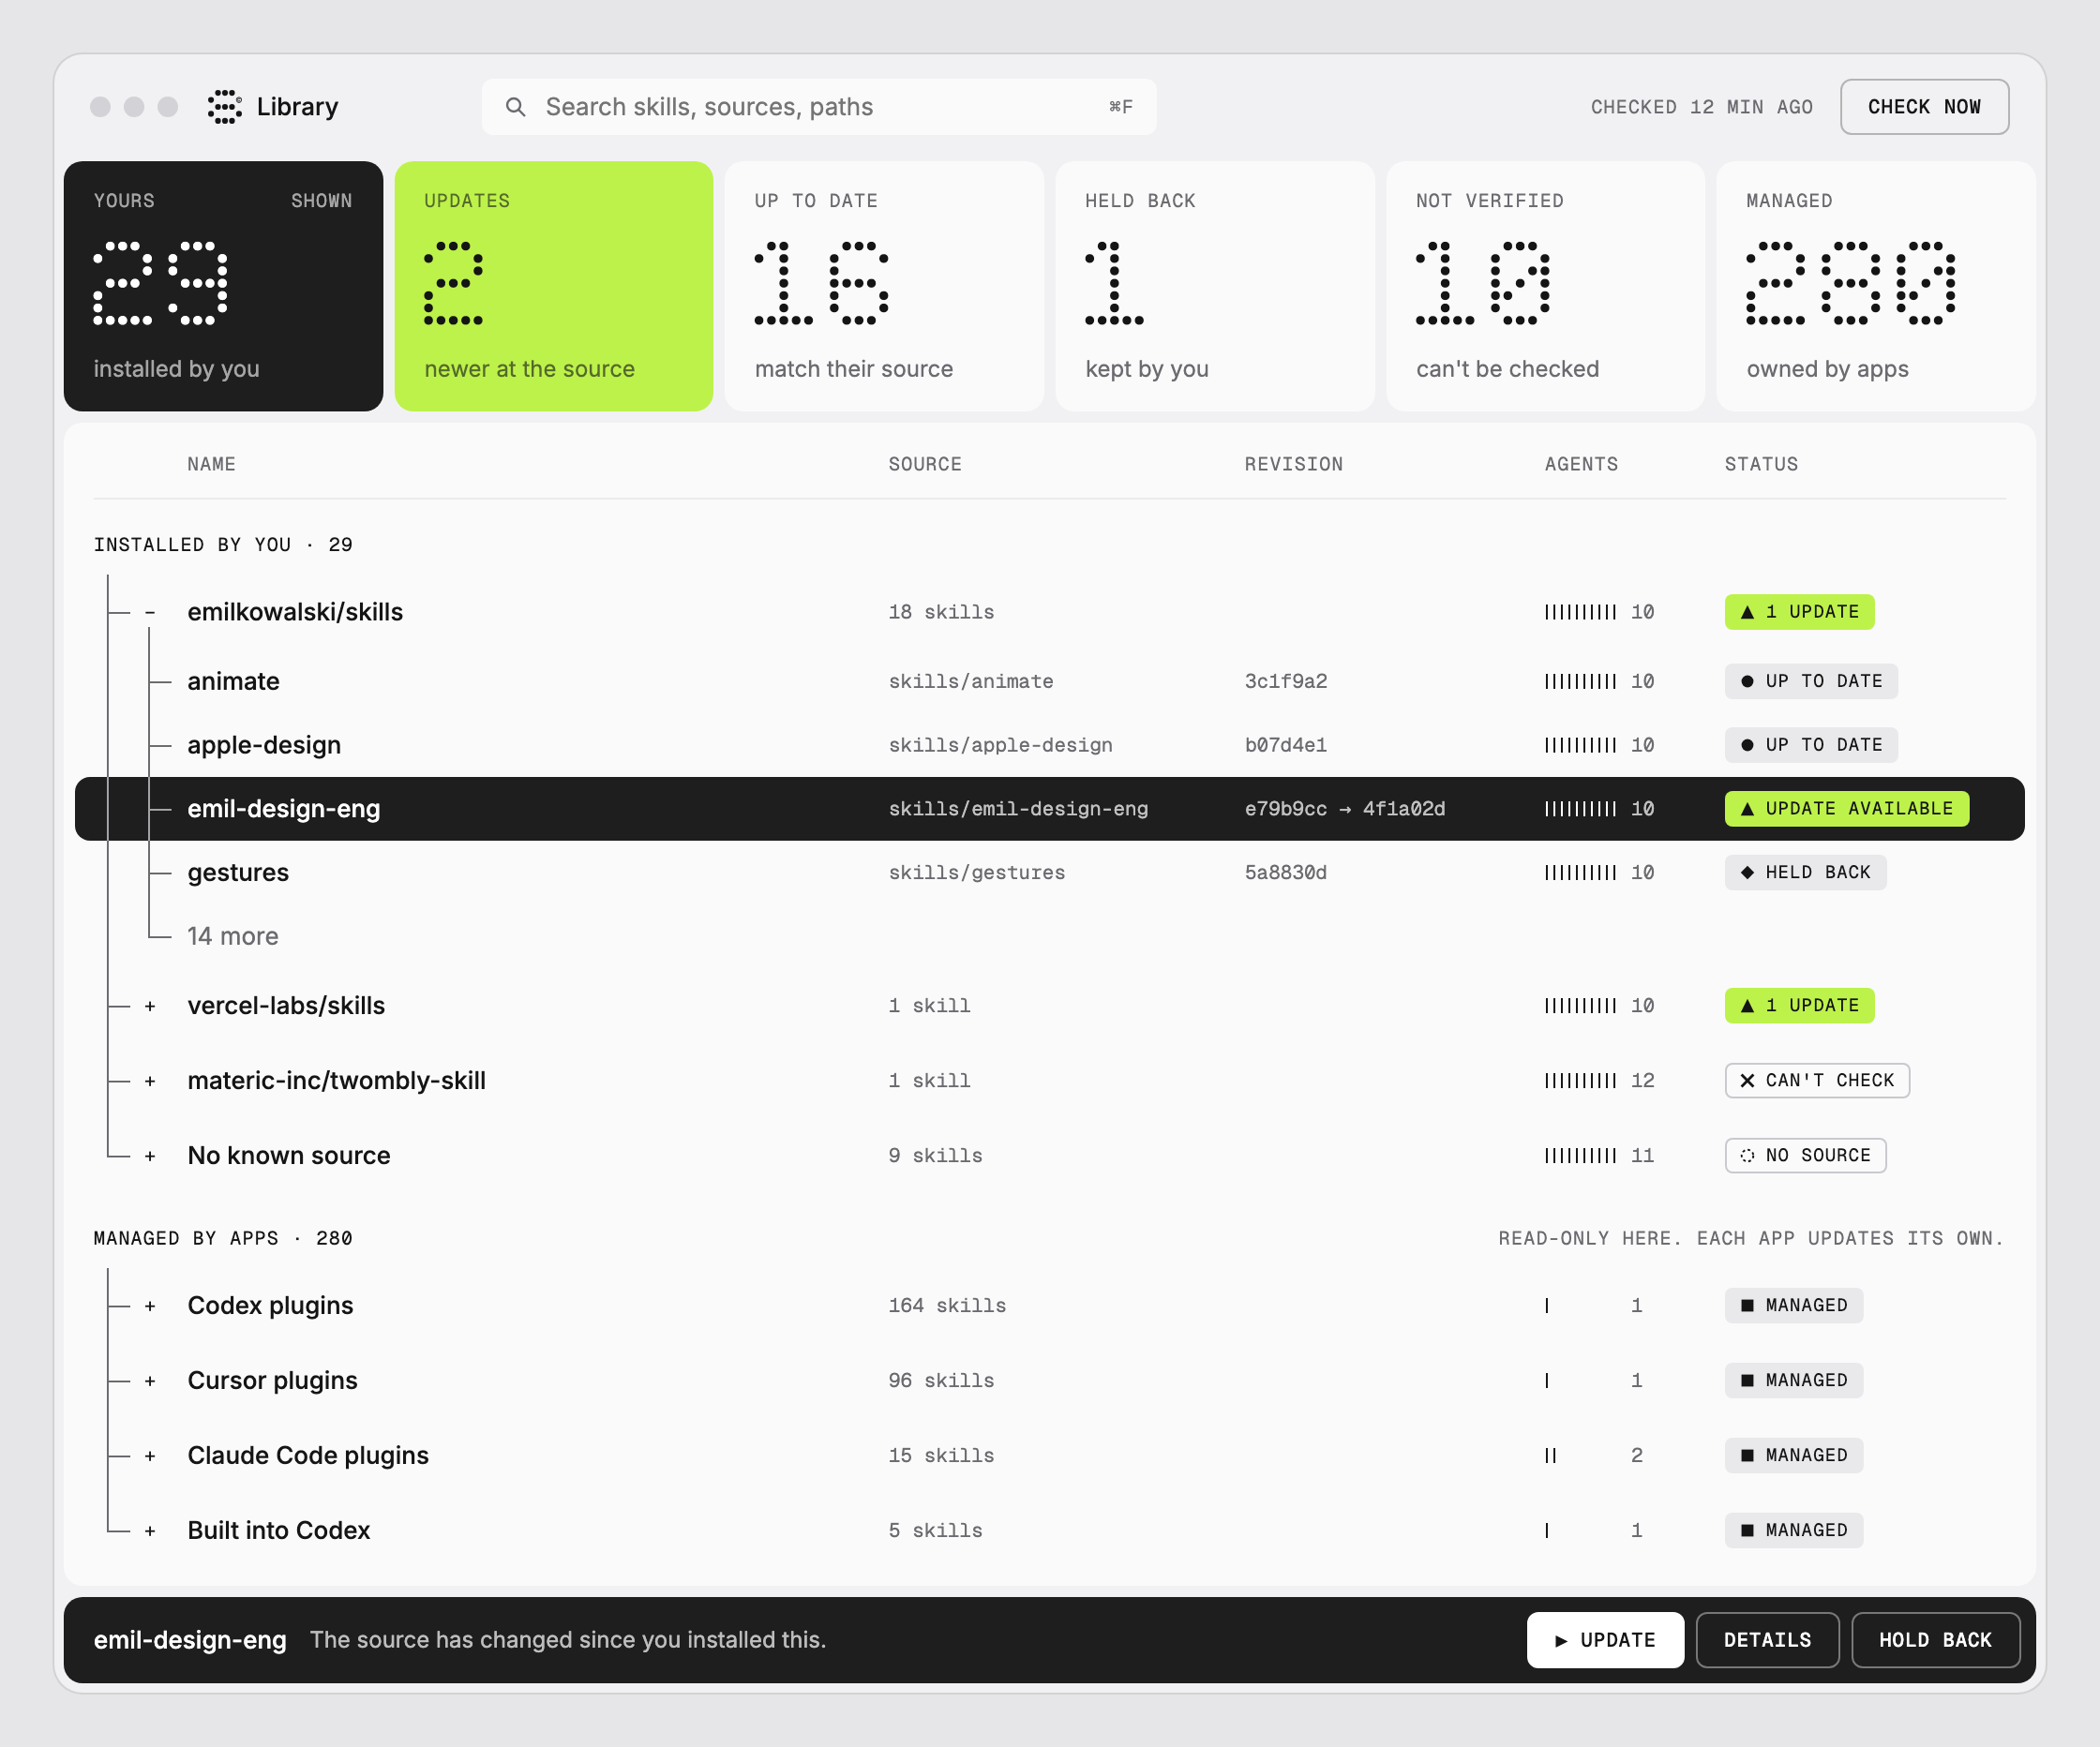 Library
Search skills, sources, paths ⌘F
CHECKED 12 MIN AGO
CHECK NOW
YOURS SHOWN
29
installed by you
UPDATES
2
newer at the source
UP TO DATE
16
match their source
HELD BACK
1
kept by you
NOT VERIFIED
10
can't be checked
MANAGED
280
owned by apps
NAME SOURCE REVISION AGENTS STATUS
INSTALLED BY YOU · 29
− emilkowalski/skills 18 skills 10 ▲ 1 UPDATE
animate skills/animate 3c1f9a2 10 ● UP TO DATE
apple-design skills/apple-design b07d4e1 10 ● UP TO DATE
emil-design-eng skills/emil-design-eng e79b9cc → 4f1a02d 10 ▲ UPDATE AVAILABLE
gestures skills/gestures 5a8830d 10 ◆ HELD BACK
14 more
+ vercel-labs/skills 1 skill 10 ▲ 1 UPDATE
+ materic-inc/twombly-skill 1 skill 12 ✕ CAN'T CHECK
+ No known source 9 skills 11 NO SOURCE
MANAGED BY APPS · 280 READ-ONLY HERE. EACH APP UPDATES ITS OWN.
+ Codex plugins 164 skills 1 ■ MANAGED
+ Cursor plugins 96 skills 1 ■ MANAGED
+ Claude Code plugins 15 skills 2 ■ MANAGED
+ Built into Codex 5 skills 1 ■ MANAGED
emil-design-eng The source has changed since you installed this. ▶ UPDATE DETAILS HOLD BACK